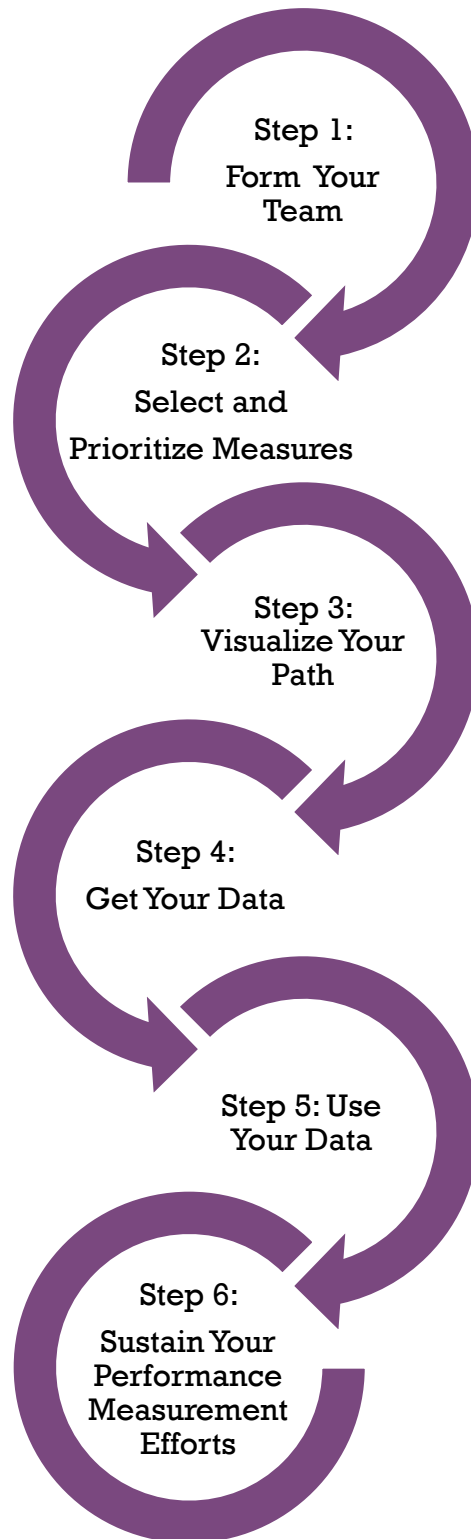 Step 1:
Form Your
Team
Step 2:
Select and
Prioritize Measures
Step 3:
Visualize Your
Path
Step 4:
Get Your Data
Step 5: Use
Your Data
Step 6:
Sustain Your
Performance
Measurement
Efforts